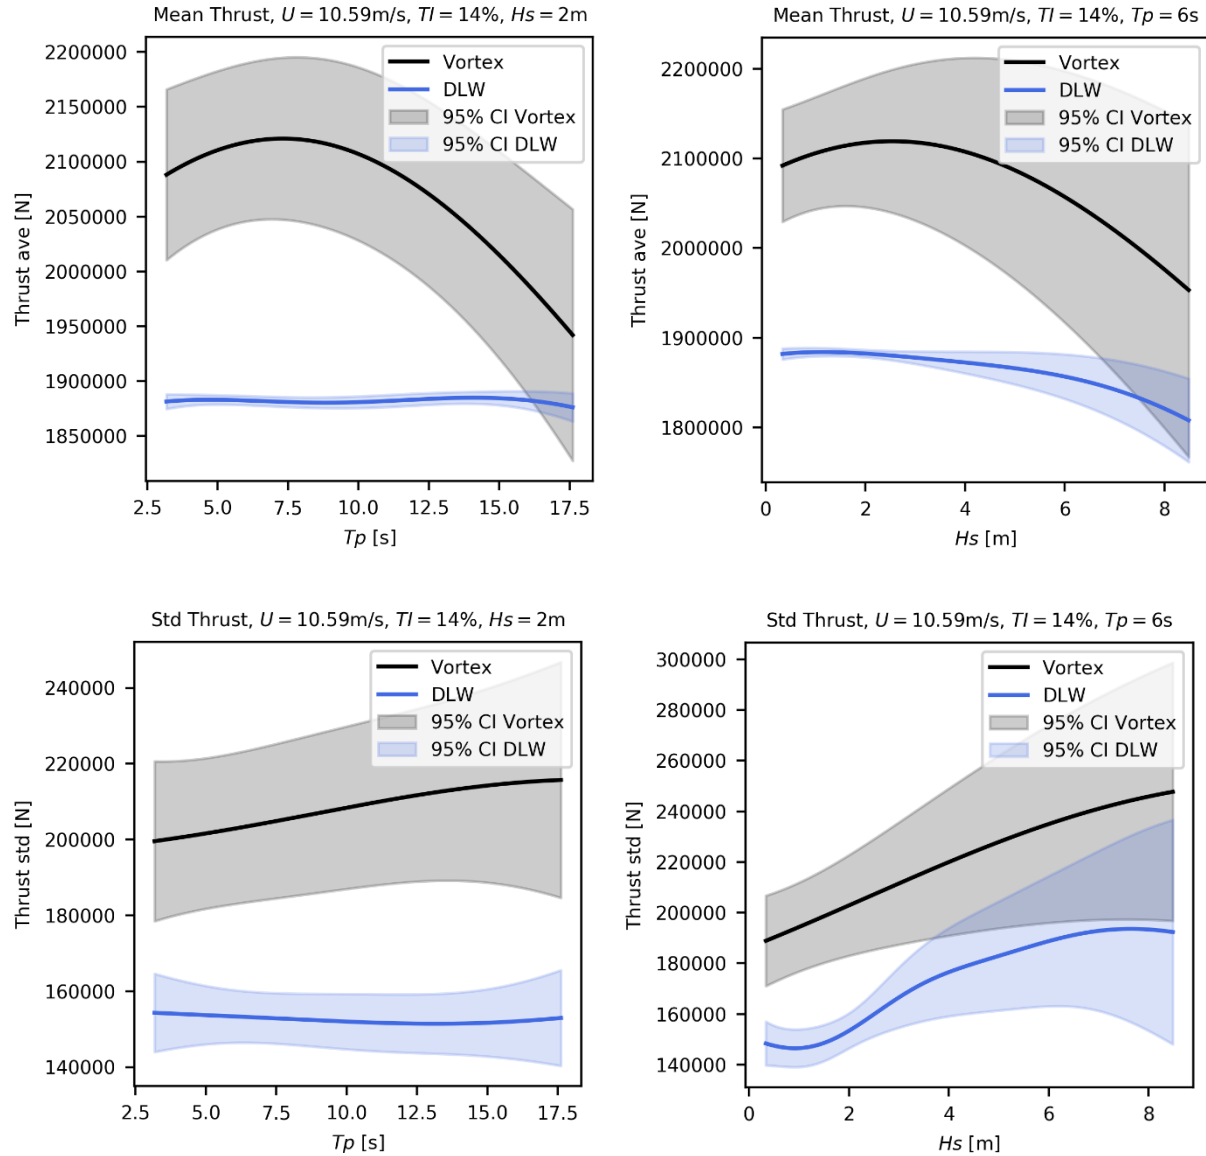 Mean Thrust, U = 10.59m/s, TI = 14%, Hs = 2m
2200000
2150000
2100000
2050000
2000000
1950000
1900000
1850000
Thrust ave [N]
Vortex
DLW
95% CI Vortex
95% CI DLW
2.5 5.0 7.5 10.0 12.5 15.0 17.5
Tp [s]
Mean Thrust, U = 10.59m/s, TI = 14%, Tp = 6s
2200000
2100000
2000000
1900000
1800000
Thrust ave [N]
Vortex
DLW
95% CI Vortex
95% CI DLW
0 2 4 6 8
Hs [m]
Std Thrust, U = 10.59m/s, TI = 14%, Hs = 2m
240000
220000
200000
180000
160000
140000
Thrust std [N]
Vortex
DLW
95% CI Vortex
95% CI DLW
2.5 5.0 7.5 10.0 12.5 15.0 17.5
Tp [s]
Std Thrust, U = 10.59m/s, TI = 14%, Tp = 6s
300000
280000
260000
240000
220000
200000
180000
160000
140000
Thrust std [N]
Vortex
DLW
95% CI Vortex
95% CI DLW
0 2 4 6 8
Hs [m]